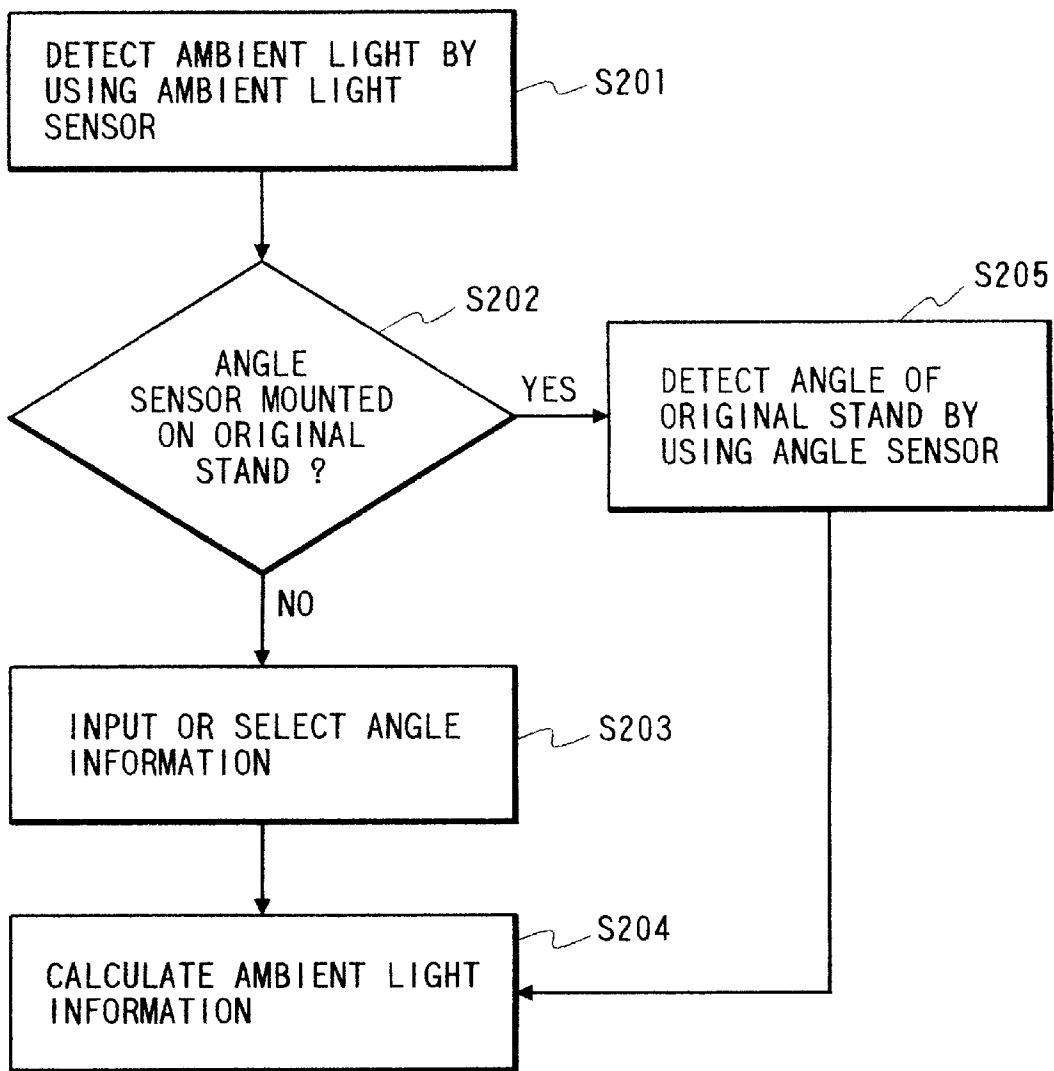 DETECT AMBIENT LIGHT BY
USING AMBIENT LIGHT
SENSOR
S201
S202
ANGLE
SENSOR MOUNTED
ON ORIGINAL
STAND ?
YES
S205
DETECT ANGLE OF
ORIGINAL STAND BY
USING ANGLE SENSOR
NO
INPUT OR SELECT ANGLE
INFORMATION
S203
S204
CALCULATE AMBIENT LIGHT
INFORMATION